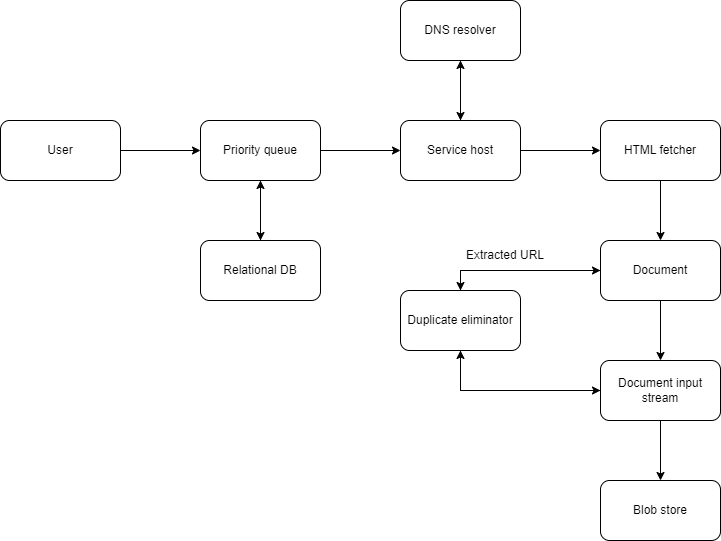 DNS resolver
User
Priority queue
Service host
HTML fetcher
Relational DB
Extracted URL
Document
Duplicate eliminator
Document input
stream
Blob store